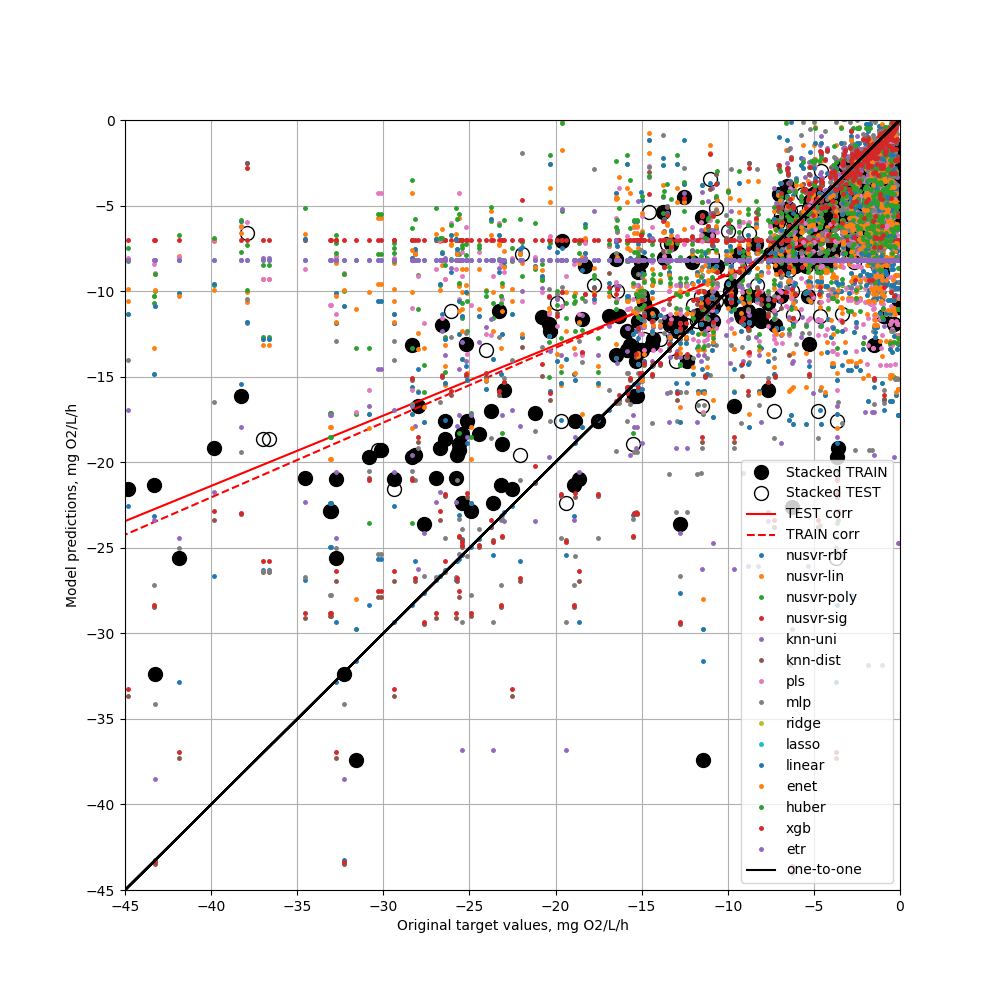 0
−5
−10
−15
−20
−25
−30
−35
−40
−45
−45
−40
−35
−30
−25
−20
−15
−10
−5
0
Model predictions, mg O2/L/h
Original target values, mg O2/L/h
Stacked TRAIN
Stacked TEST
TEST corr
TRAIN corr
nusvr-rbf
nusvr-lin
nusvr-poly
nusvr-sig
knn-uni
knn-dist
pls
mlp
ridge
lasso
linear
enet
huber
xgb
etr
one-to-one